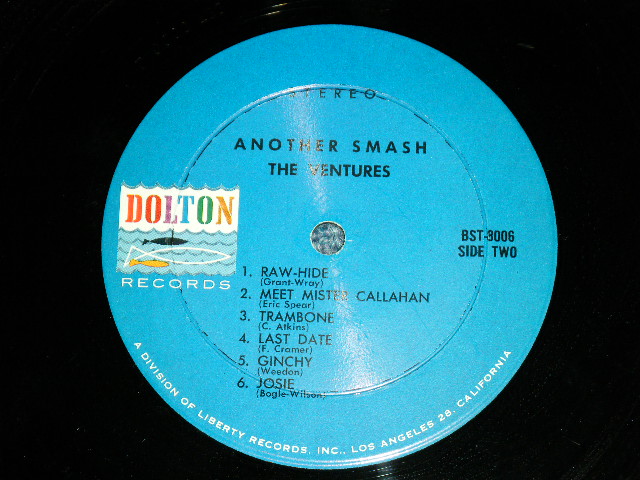 STEREO
ANOTHER SMASH
THE VENTURES
DOLTON
RECORDS
BST-8006
SIDE TWO
1. RAW-HIDE
(Grant-Wray)
2. MEET MISTER CALLAHAN
(Eric Spear)
3. TRAMBONE
(C. Atkins)
4. LAST DATE
(F. Cramer)
5. GINCHY
(Weedon)
6. JOSIE
(Bogle-Wilson)
A DIVISION OF LIBERTY RECORDS, INC., LOS ANGELES 28, CALIFORNIA